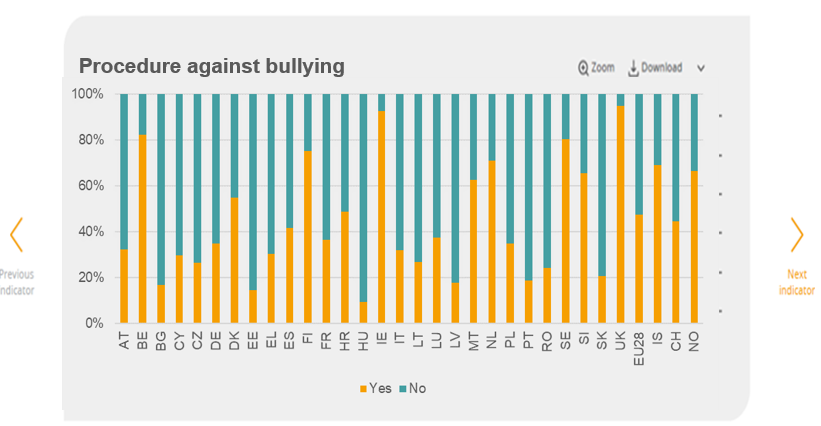 Procedure against bullying
Zoom
Download
100%
80%
60%
40%
20%
0%
AT BE BG CY CZ DE DK EE EL ES FI FR HR HU IE IT LT LU LV MT NL PL PT RO SE SI SK UK EU28 IS CH NO
Yes No
Previous
ndicator
Next
indicator